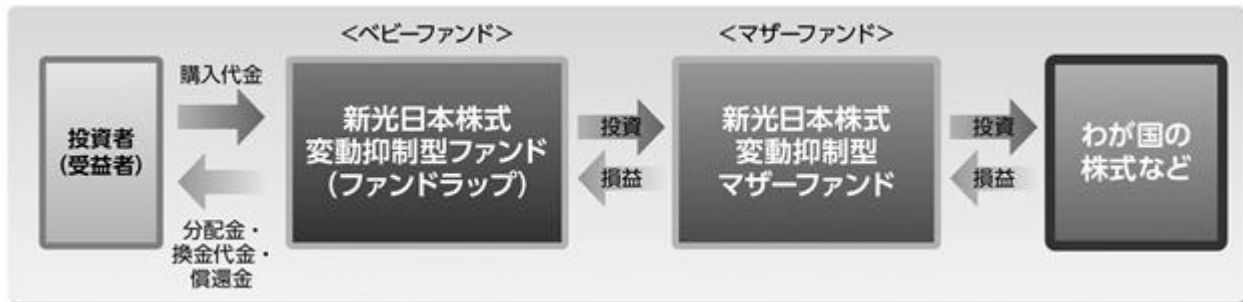 <ベビーファンド>
<マザーファンド>
投資者
(受益者)
購入代金
分配金・
換金代金・
償還金
新光日本株式
変動抑制型ファンド
(ファンドラップ)
投資
損益
新光日本株式
変動抑制型
マザーファンド
投資
損益
わが国の
株式など